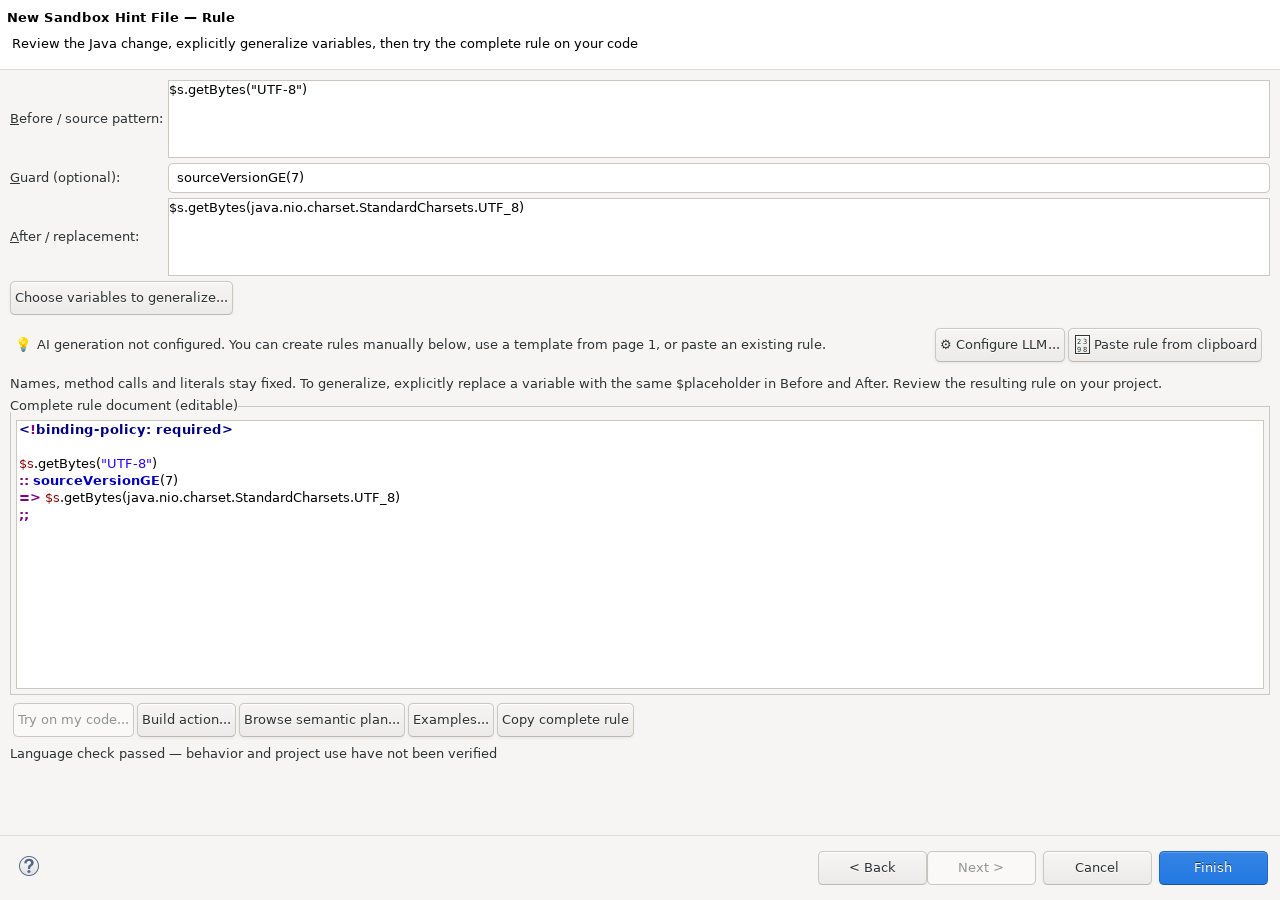 New Sandbox Hint File — Rule
Review the Java change, explicitly generalize variables, then try the complete rule on your code
Before / source pattern:
$s.getBytes("UTF-8")
Guard (optional):
sourceVersionGE(7)
After / replacement:
$s.getBytes(java.nio.charset.StandardCharsets.UTF_8)
Choose variables to generalize...
AI generation not configured. You can create rules manually below, use a template from page 1, or paste an existing rule.
Configure LLM...
Paste rule from clipboard
Names, method calls and literals stay fixed. To generalize, explicitly replace a variable with the same $placeholder in Before and After. Review the resulting rule on your project.
Complete rule document (editable)
<!binding-policy: required>
$s.getBytes("UTF-8")
:: sourceVersionGE(7)
=> $s.getBytes(java.nio.charset.StandardCharsets.UTF_8)
;;
Try on my code...
Build action...
Browse semantic plan...
Examples...
Copy complete rule
Language check passed — behavior and project use have not been verified
?
< Back
Next >
Cancel
Finish